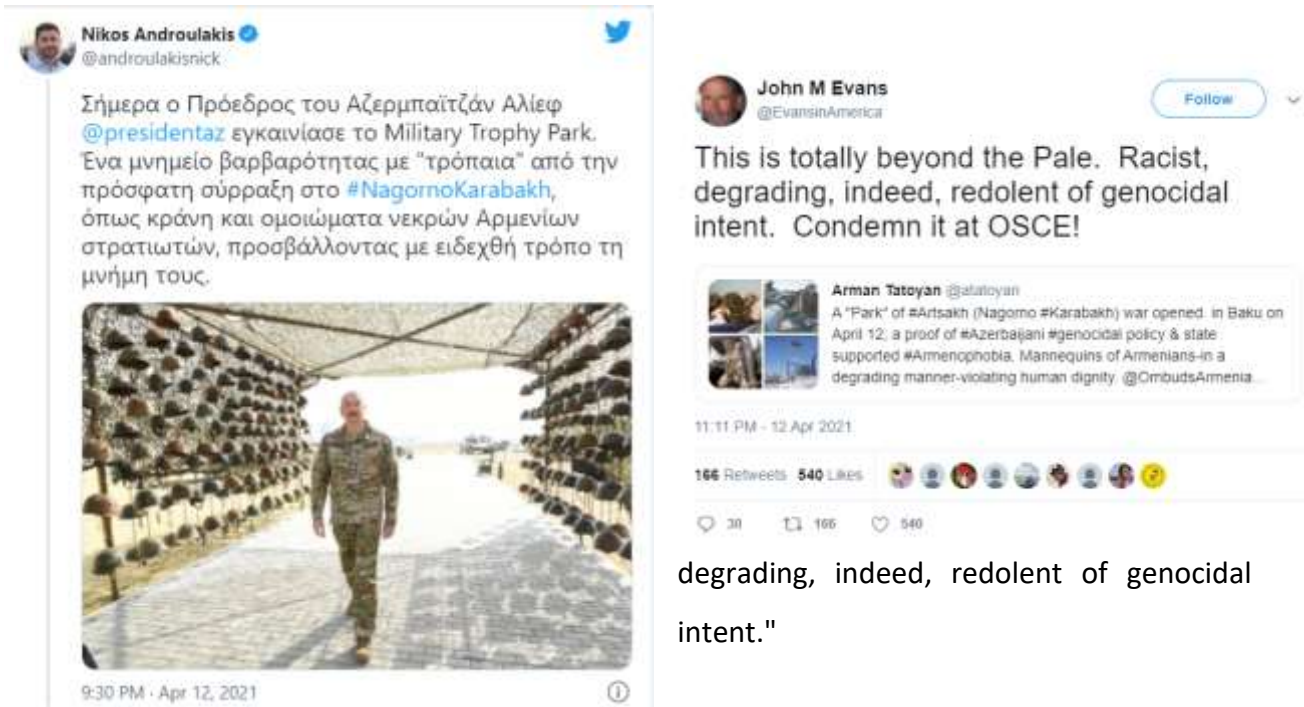 Nikos Androulakis
@androulakisnick
Σήμερα ο Πρόεδρος του Αζερμπαϊτζάν Αλίεφ
@presidentaz εγκαινίασε το Military Trophy Park.
Ένα μνημείο βαρβαρότητας με "τρόπαια" από την
πρόσφατη σύρραξη στο #NagornoKarabakh,
όπως κράνη και ομοιώματα νεκρών Αρμενίων
στρατιωτών, προσβάλλοντας με ειδεχθή τρόπο τη
μνήμη τους.
9:30 PM · Apr 12, 2021
John M Evans
@EvansinAmerica
Follow
This is totally beyond the Pale. Racist,
degrading, indeed, redolent of genocidal
intent. Condemn it at OSCE!
Arman Tatoyan @atatoyan
A "Park" of #Artsakh (Nagorno #Karabakh) war opened in Baku on
April 12; a proof of #Azerbaijani #genocidal policy & state
supported #Armenophobia. Mannequins of Armenians-in a
degrading manner-violating human dignity. @OmbudsArmenia...
11:11 PM - 12 Apr 2021
166 Retweets 540 Likes
166 540
degrading, indeed, redolent of genocidal
intent."